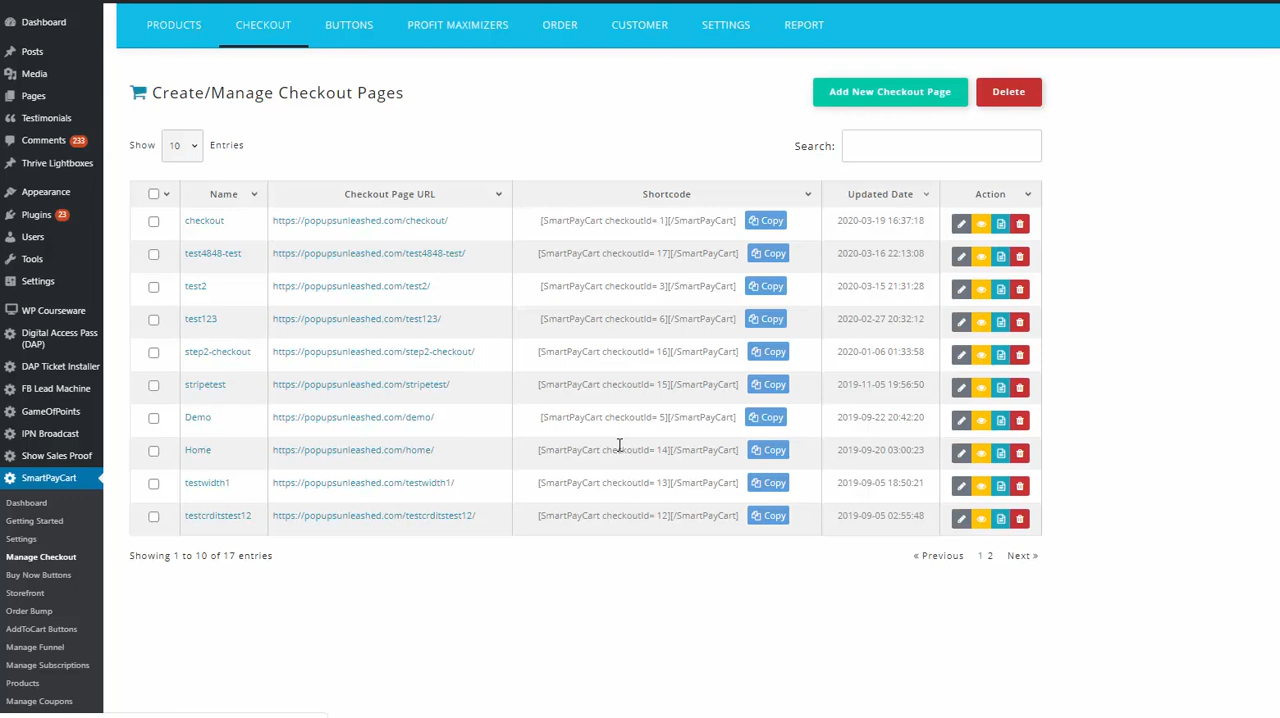 Dashboard
Posts
Media
Pages
Testimonials
Comments 233
Thrive Lightboxes
Appearance
Plugins 23
Users
Tools
Settings
WP Courseware
Digital Access Pass
(DAP)
DAP Ticket Installer
FB Lead Machine
GameOfPoints
IPN Broadcast
Show Sales Proof
SmartPayCart
Dashboard
Getting Started
Settings
Manage Checkout
Buy Now Buttons
Storefront
Order Bump
AddToCart Buttons
Manage Funnel
Manage Subscriptions
Products
Manage Coupons
PRODUCTS CHECKOUT BUTTONS PROFIT MAXIMIZERS ORDER CUSTOMER SETTINGS REPORT
Create/Manage Checkout Pages Add New Checkout Page Delete
Show 10 Entries Search:
Name Checkout Page URL Shortcode Updated Date Action
checkout https://popupsunleashed.com/checkout/ [SmartPayCart checkoutId= 1][/SmartPayCart] Copy 2020-03-19 16:37:18
test4848-test https://popupsunleashed.com/test4848-test/ [SmartPayCart checkoutId= 17][/SmartPayCart] Copy 2020-03-16 22:13:08
test2 https://popupsunleashed.com/test2/ [SmartPayCart checkoutId= 3][/SmartPayCart] Copy 2020-03-15 21:31:28
test123 https://popupsunleashed.com/test123/ [SmartPayCart checkoutId= 6][/SmartPayCart] Copy 2020-02-27 20:32:12
step2-checkout https://popupsunleashed.com/step2-checkout/ [SmartPayCart checkoutId= 16][/SmartPayCart] Copy 2020-01-06 01:33:58
stripetest https://popupsunleashed.com/stripetest/ [SmartPayCart checkoutId= 15][/SmartPayCart] Copy 2019-11-05 19:56:50
Demo https://popupsunleashed.com/demo/ [SmartPayCart checkoutId= 5][/SmartPayCart] Copy 2019-09-22 20:42:20
Home https://popupsunleashed.com/home/ [SmartPayCart checkoutId= 14][/SmartPayCart] Copy 2019-09-20 03:00:23
testwidth1 https://popupsunleashed.com/testwidth1/ [SmartPayCart checkoutId= 13][/SmartPayCart] Copy 2019-09-05 18:50:21
testcrditstest12 https://popupsunleashed.com/testcrditstest12/ [SmartPayCart checkoutId= 12][/SmartPayCart] Copy 2019-09-05 02:55:48
Showing 1 to 10 of 17 entries « Previous 1 2 Next »